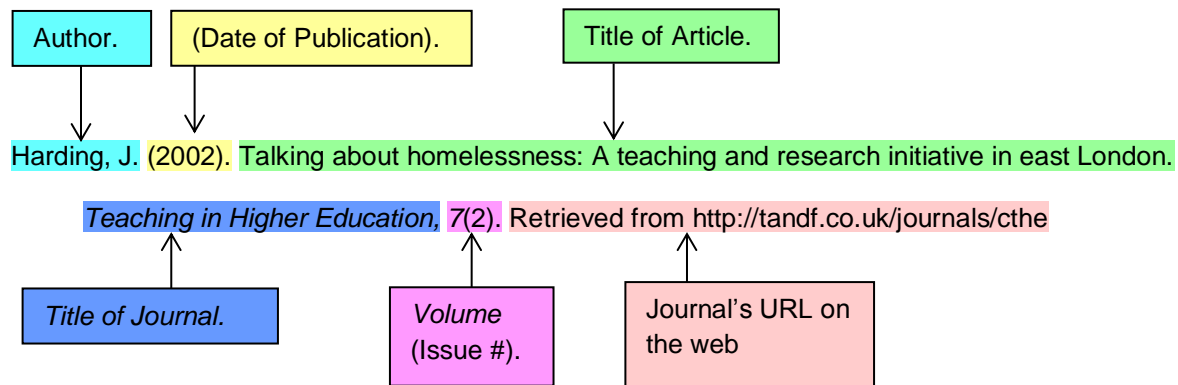 Author.
(Date of Publication).
Title of Article.
Harding, J. (2002). Talking about homelessness: A teaching and research initiative in east London.
Teaching in Higher Education, 7(2). Retrieved from http://tandf.co.uk/journals/cthe
Title of Journal.
Volume
(Issue #).
Journal's URL on
the web